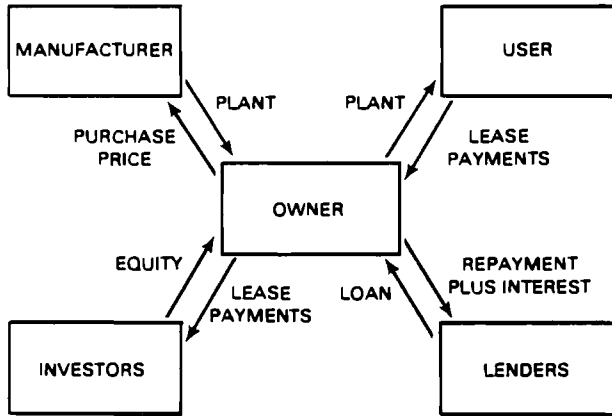 MANUFACTURER
USER
PLANT
PLANT
PURCHASE
PRICE
LEASE
PAYMENTS
OWNER
EQUITY
LEASE
PAYMENTS
LOAN
REPAYMENT
PLUS INTEREST
INVESTORS
LENDERS